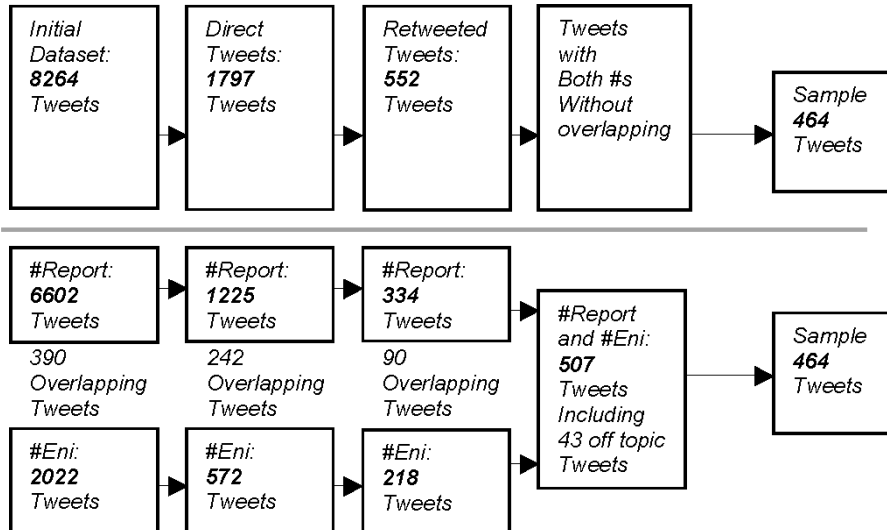 Initial
Dataset:
8264
Tweets
Direct
Tweets:
1797
Tweets
Retweeted
Tweets:
552
Tweets
Tweets
with
Both #s
Without
overlapping
Sample
464
Tweets
#Report:
6602
Tweets
#Report:
1225
Tweets
#Report:
334
Tweets
390
Overlapping
Tweets
242
Overlapping
Tweets
90
Overlapping
Tweets
#Eni:
2022
Tweets
#Eni:
572
Tweets
#Eni:
218
Tweets
#Report
and #Eni:
507
Tweets
Including
43 off topic
Tweets
Sample
464
Tweets